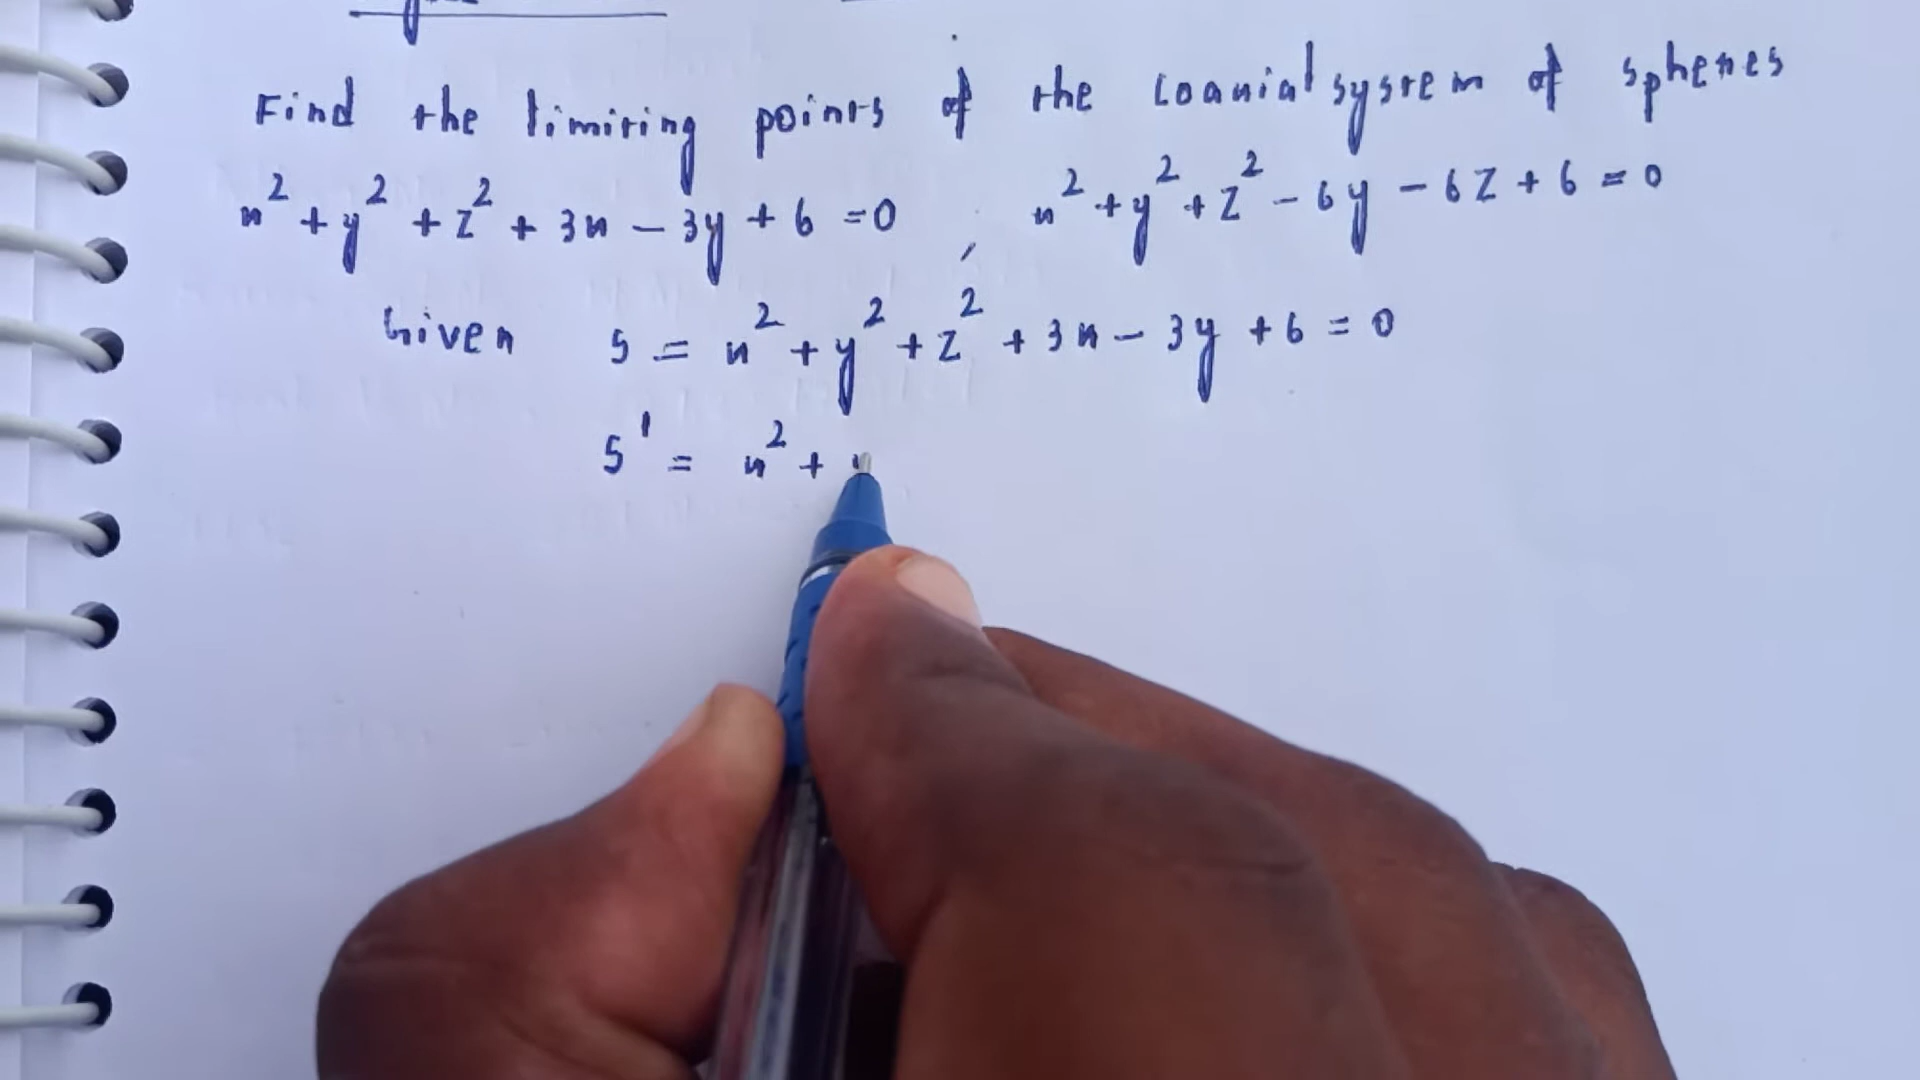 Find the limiting points of the coaxial system of spheres
x² + y² + z² + 3x - 3y + 6 = 0 , x² + y² + z² - 6y - 6z + 6 = 0
Given S = x² + y² + z² + 3x - 3y + 6 = 0
S' = x² +